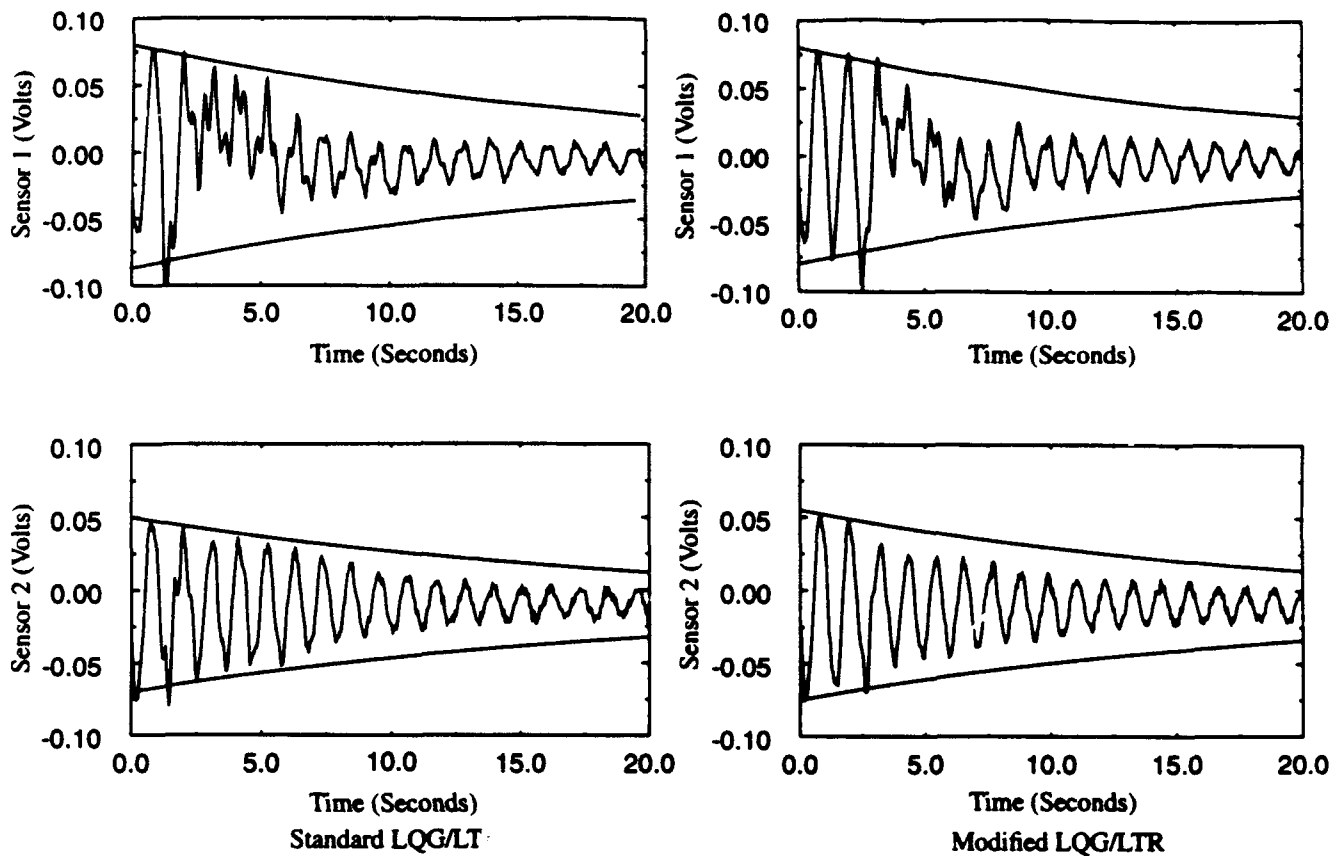 0.10
0.05
0.00
-0.05
-0.10
Sensor 1 (Volts)
0.0 5.0 10.0 15.0 20.0
Time (Seconds)
0.10
0.05
0.00
-0.05
-0.10
Sensor 1 (Volts)
0.0 5.0 10.0 15.0 20.0
Time (Seconds)
0.10
0.05
0.00
-0.05
-0.10
Sensor 2 (Volts)
0.0 5.0 10.0 15.0 20.0
Time (Seconds)
Standard LQG/LT
0.10
0.05
0.00
-0.05
-0.10
Sensor 2 (Volts)
0.0 5.0 10.0 15.0 20.0
Time (Seconds)
Modified LQG/LTR